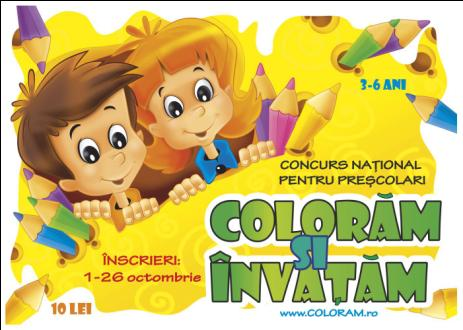 3-6 ANI
CONCURS NAȚIONAL
PENTRU PREȘCOLARI
COLORĂM
ȘI
ÎNVĂȚĂM
ÎNSCRIERI:
1-26 octombrie
10 LEI
www.COLORAM.ro